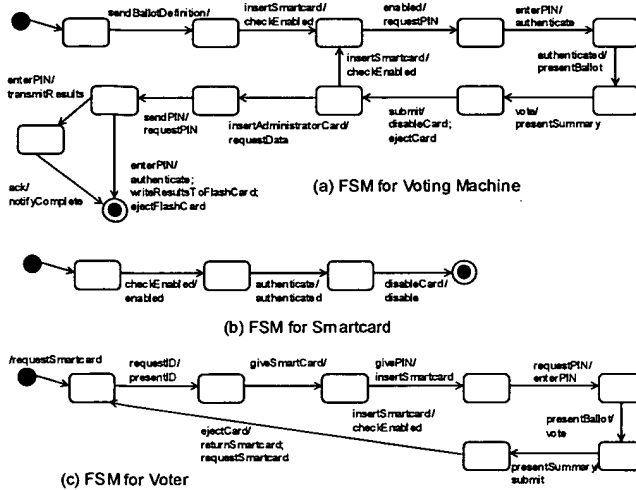 sendBallotDefinition/
insertSmartcard/
checkEnabled
enabled/
requestPIN
enterPIN/
authenticate
authenticated/
presentBallot
insertSmartcard/
checkEnabled
enterPIN/
transmitResults
sendPIN/
requestPIN
insertAdministratorCard/
requestData
submit/
disableCard;
ejectCard
vote/
presentSummary
ack/
notifyComplete
enterPIN/
authenticate;
writeResultsToFlashCard;
ejectFlashCard
(a) FSM for Voting Machine
checkEnabled/
enabled
authenticate/
authenticated
disableCard/
disable
(b) FSM for Smartcard
/requestSmartcard
requestID/
presentID
giveSmartCard/
givePIN/
insertSmartcard
requestPIN/
enterPIN
insertSmartcard/
checkEnabled
presentBallot/
vote
ejectCard/
returnSmartcard;
requestSmartcard
presentSummary/
submit
(c) FSM for Voter